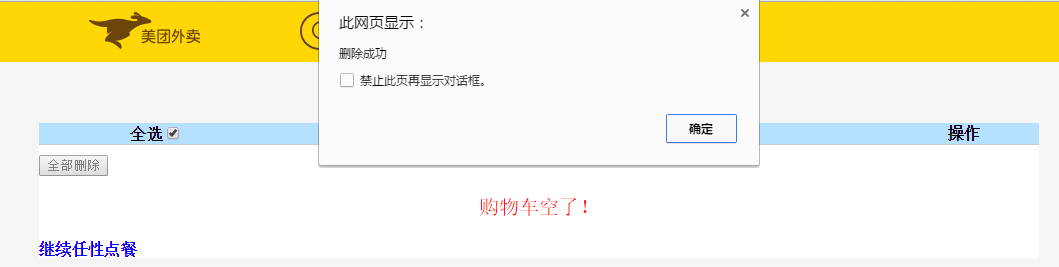 此网页显示：
美团外卖
删除成功
禁止此页再显示对话框。
确定
全选
操作
全部删除
购物车空了！
继续任性点餐